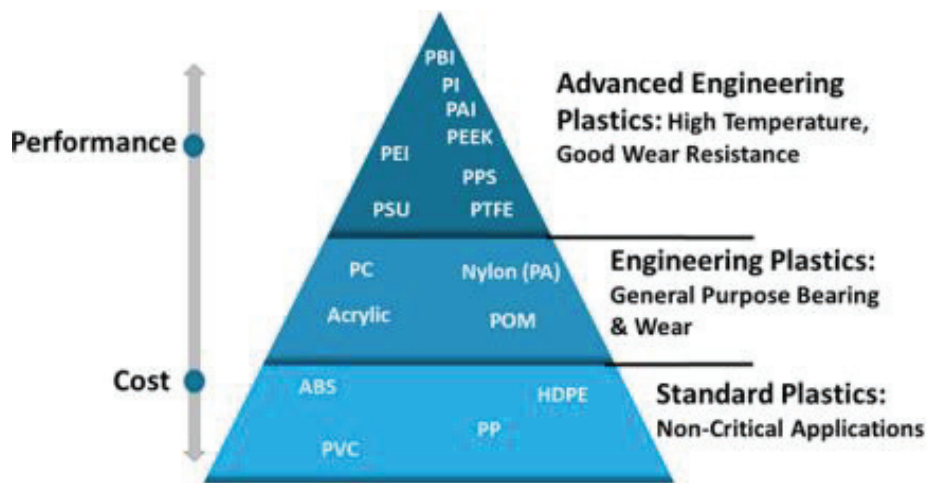 PBI
PI
PAI
PEEK
PEI
PPS
PSU
PTFE
Advanced Engineering
Plastics: High Temperature,
Good Wear Resistance
Performance
PC
Nylon (PA)
Acrylic
POM
Engineering Plastics:
General Purpose Bearing
& Wear
Cost
ABS
HDPE
PP
PVC
Standard Plastics:
Non-Critical Applications